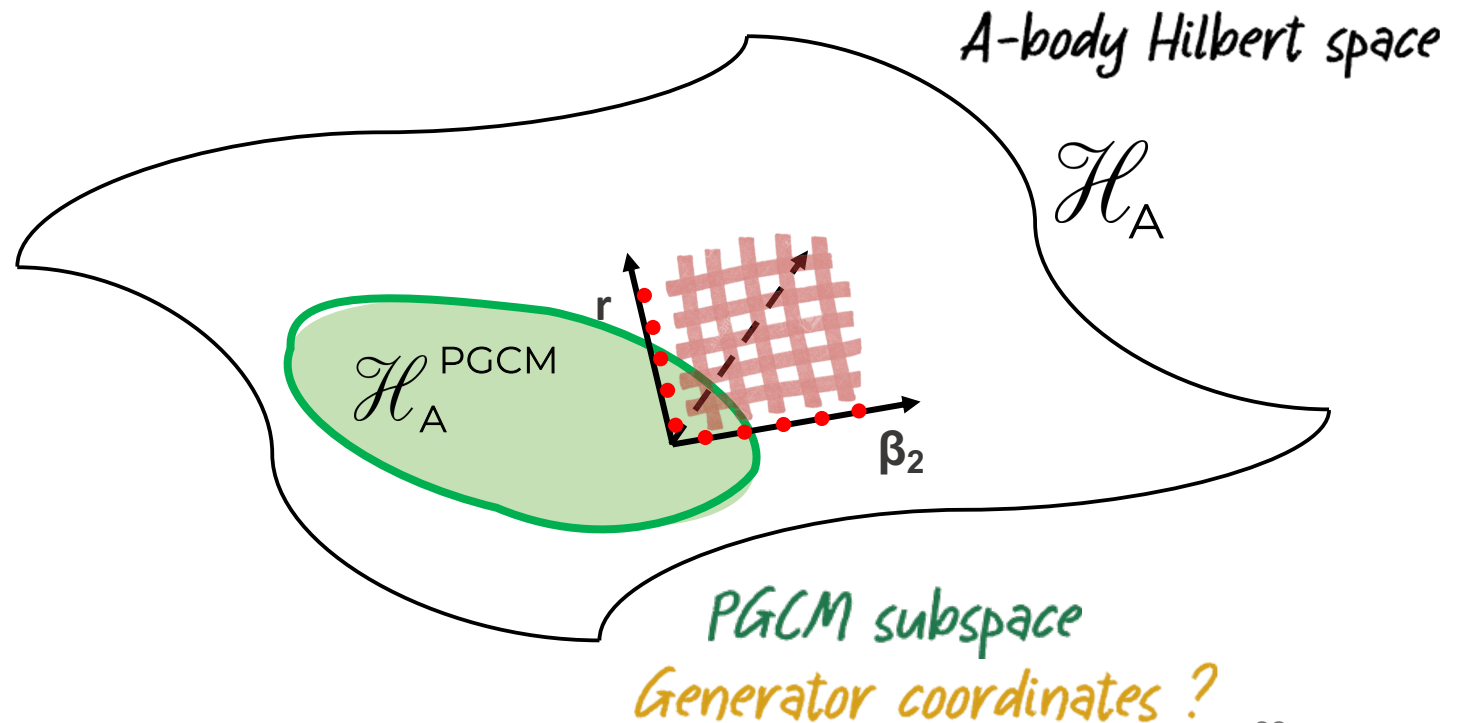 A-body Hilbert space
ℋA
r
ℋA PGCM
β2
PGCM subspace
Generator coordinates ?